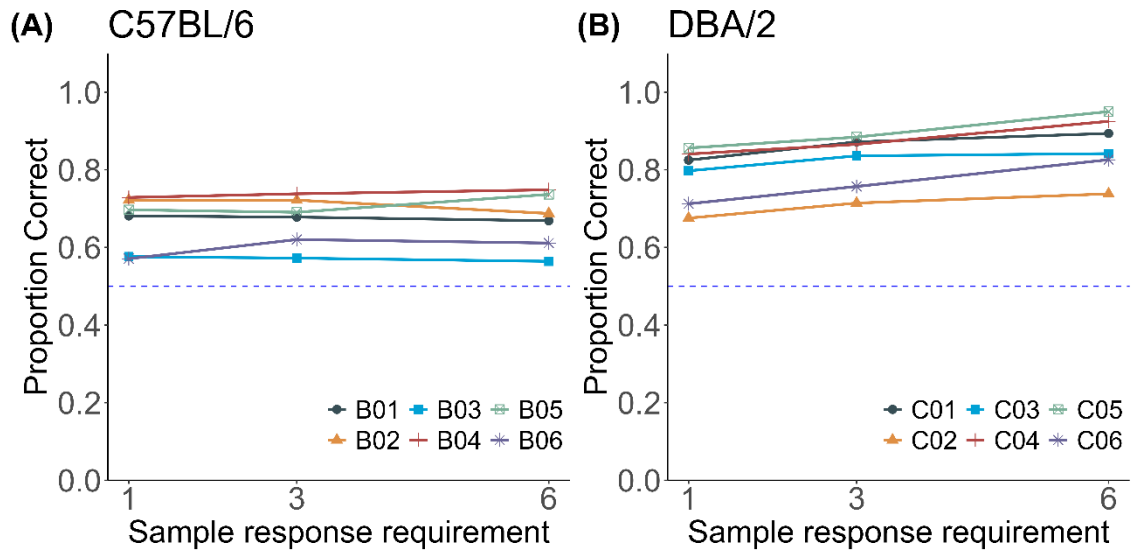 (A) C57BL/6
Proportion Correct
1.0
0.8
0.6
0.4
0.2
0.0
B01 B03 B05
B02 B04 B06
1 3 6
Sample response requirement
(B) DBA/2
Proportion Correct
1.0
0.8
0.6
0.4
0.2
0.0
C01 C03 C05
C02 C04 C06
1 3 6
Sample response requirement